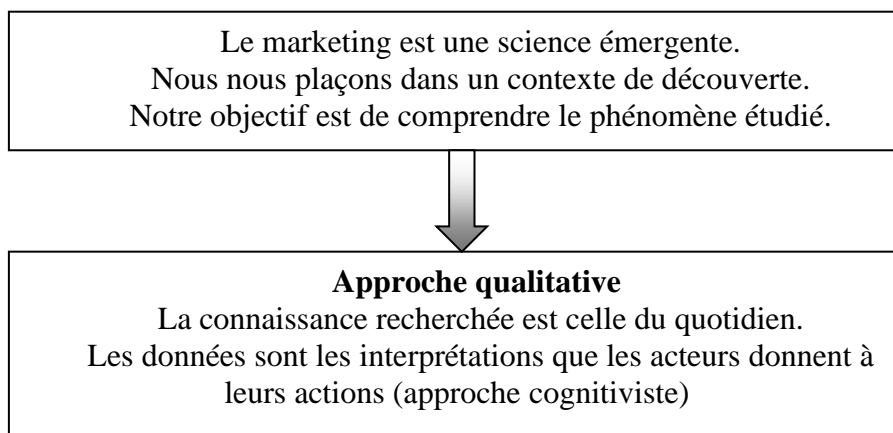 Le marketing est une science émergente.
Nous nous plaçons dans un contexte de découverte.
Notre objectif est de comprendre le phénomène étudié.
Approche qualitative
La connaissance recherchée est celle du quotidien.
Les données sont les interprétations que les acteurs donnent à
leurs actions (approche cognitiviste)